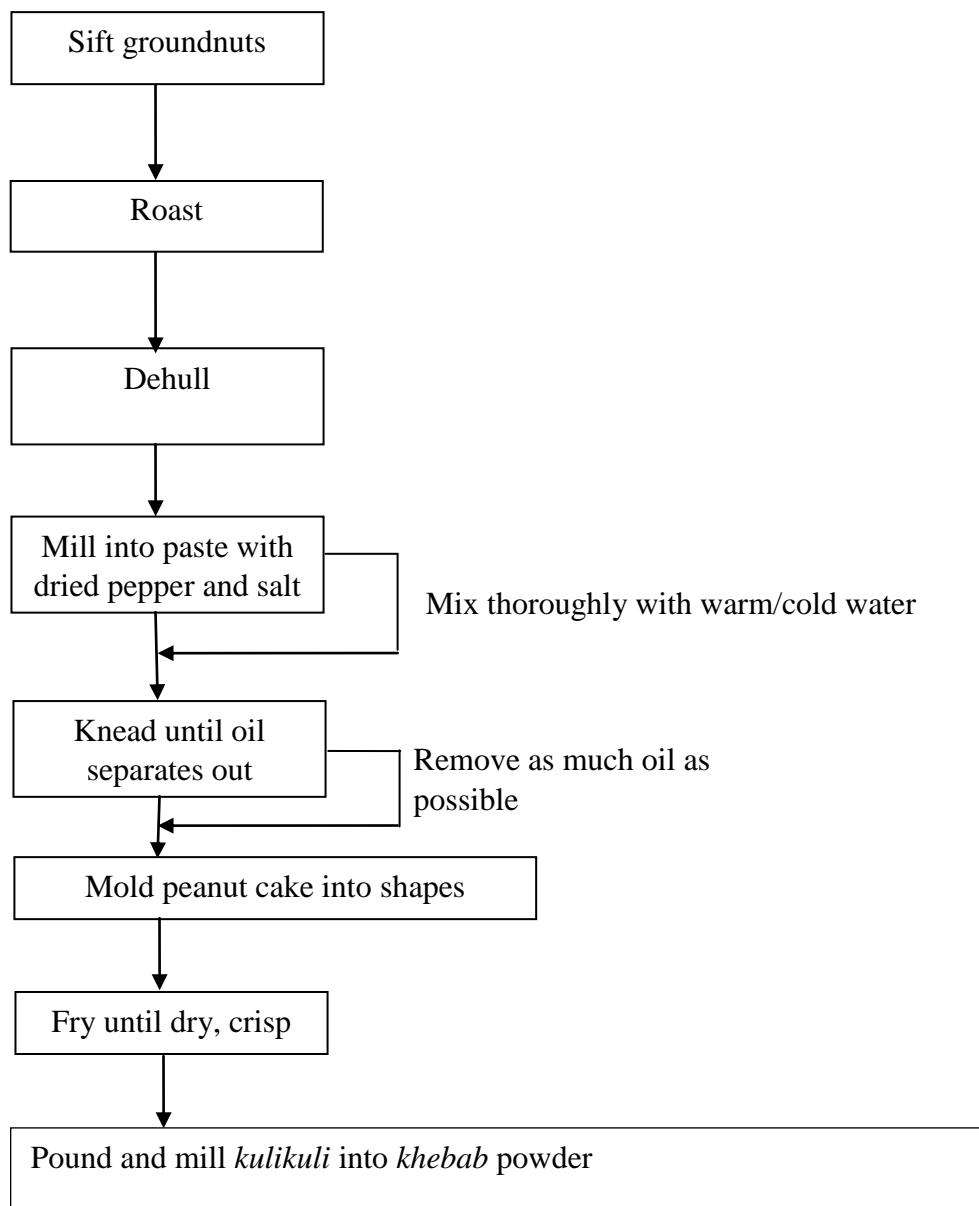 Sift groundnuts
Roast
Dehull
Mill into paste with
dried pepper and salt
Mix thoroughly with warm/cold water
Knead until oil
separates out
Remove as much oil as
possible
Mold peanut cake into shapes
Fry until dry, crisp
Pound and mill kulikuli into khebab powder